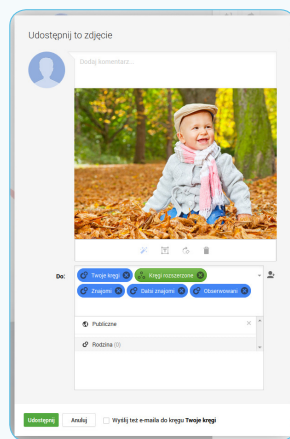 Udostępnij to zdjęcie
Dodaj komentarz...
Do:
Twoje kręgi
Kręgi rozszerzone
Znajomi
Dalsi znajomi
Obserwowani
Publiczne
Rodzina (0)
Udostępnij
Anuluj
Wyślij też e-maila do kręgu Twoje kręgi